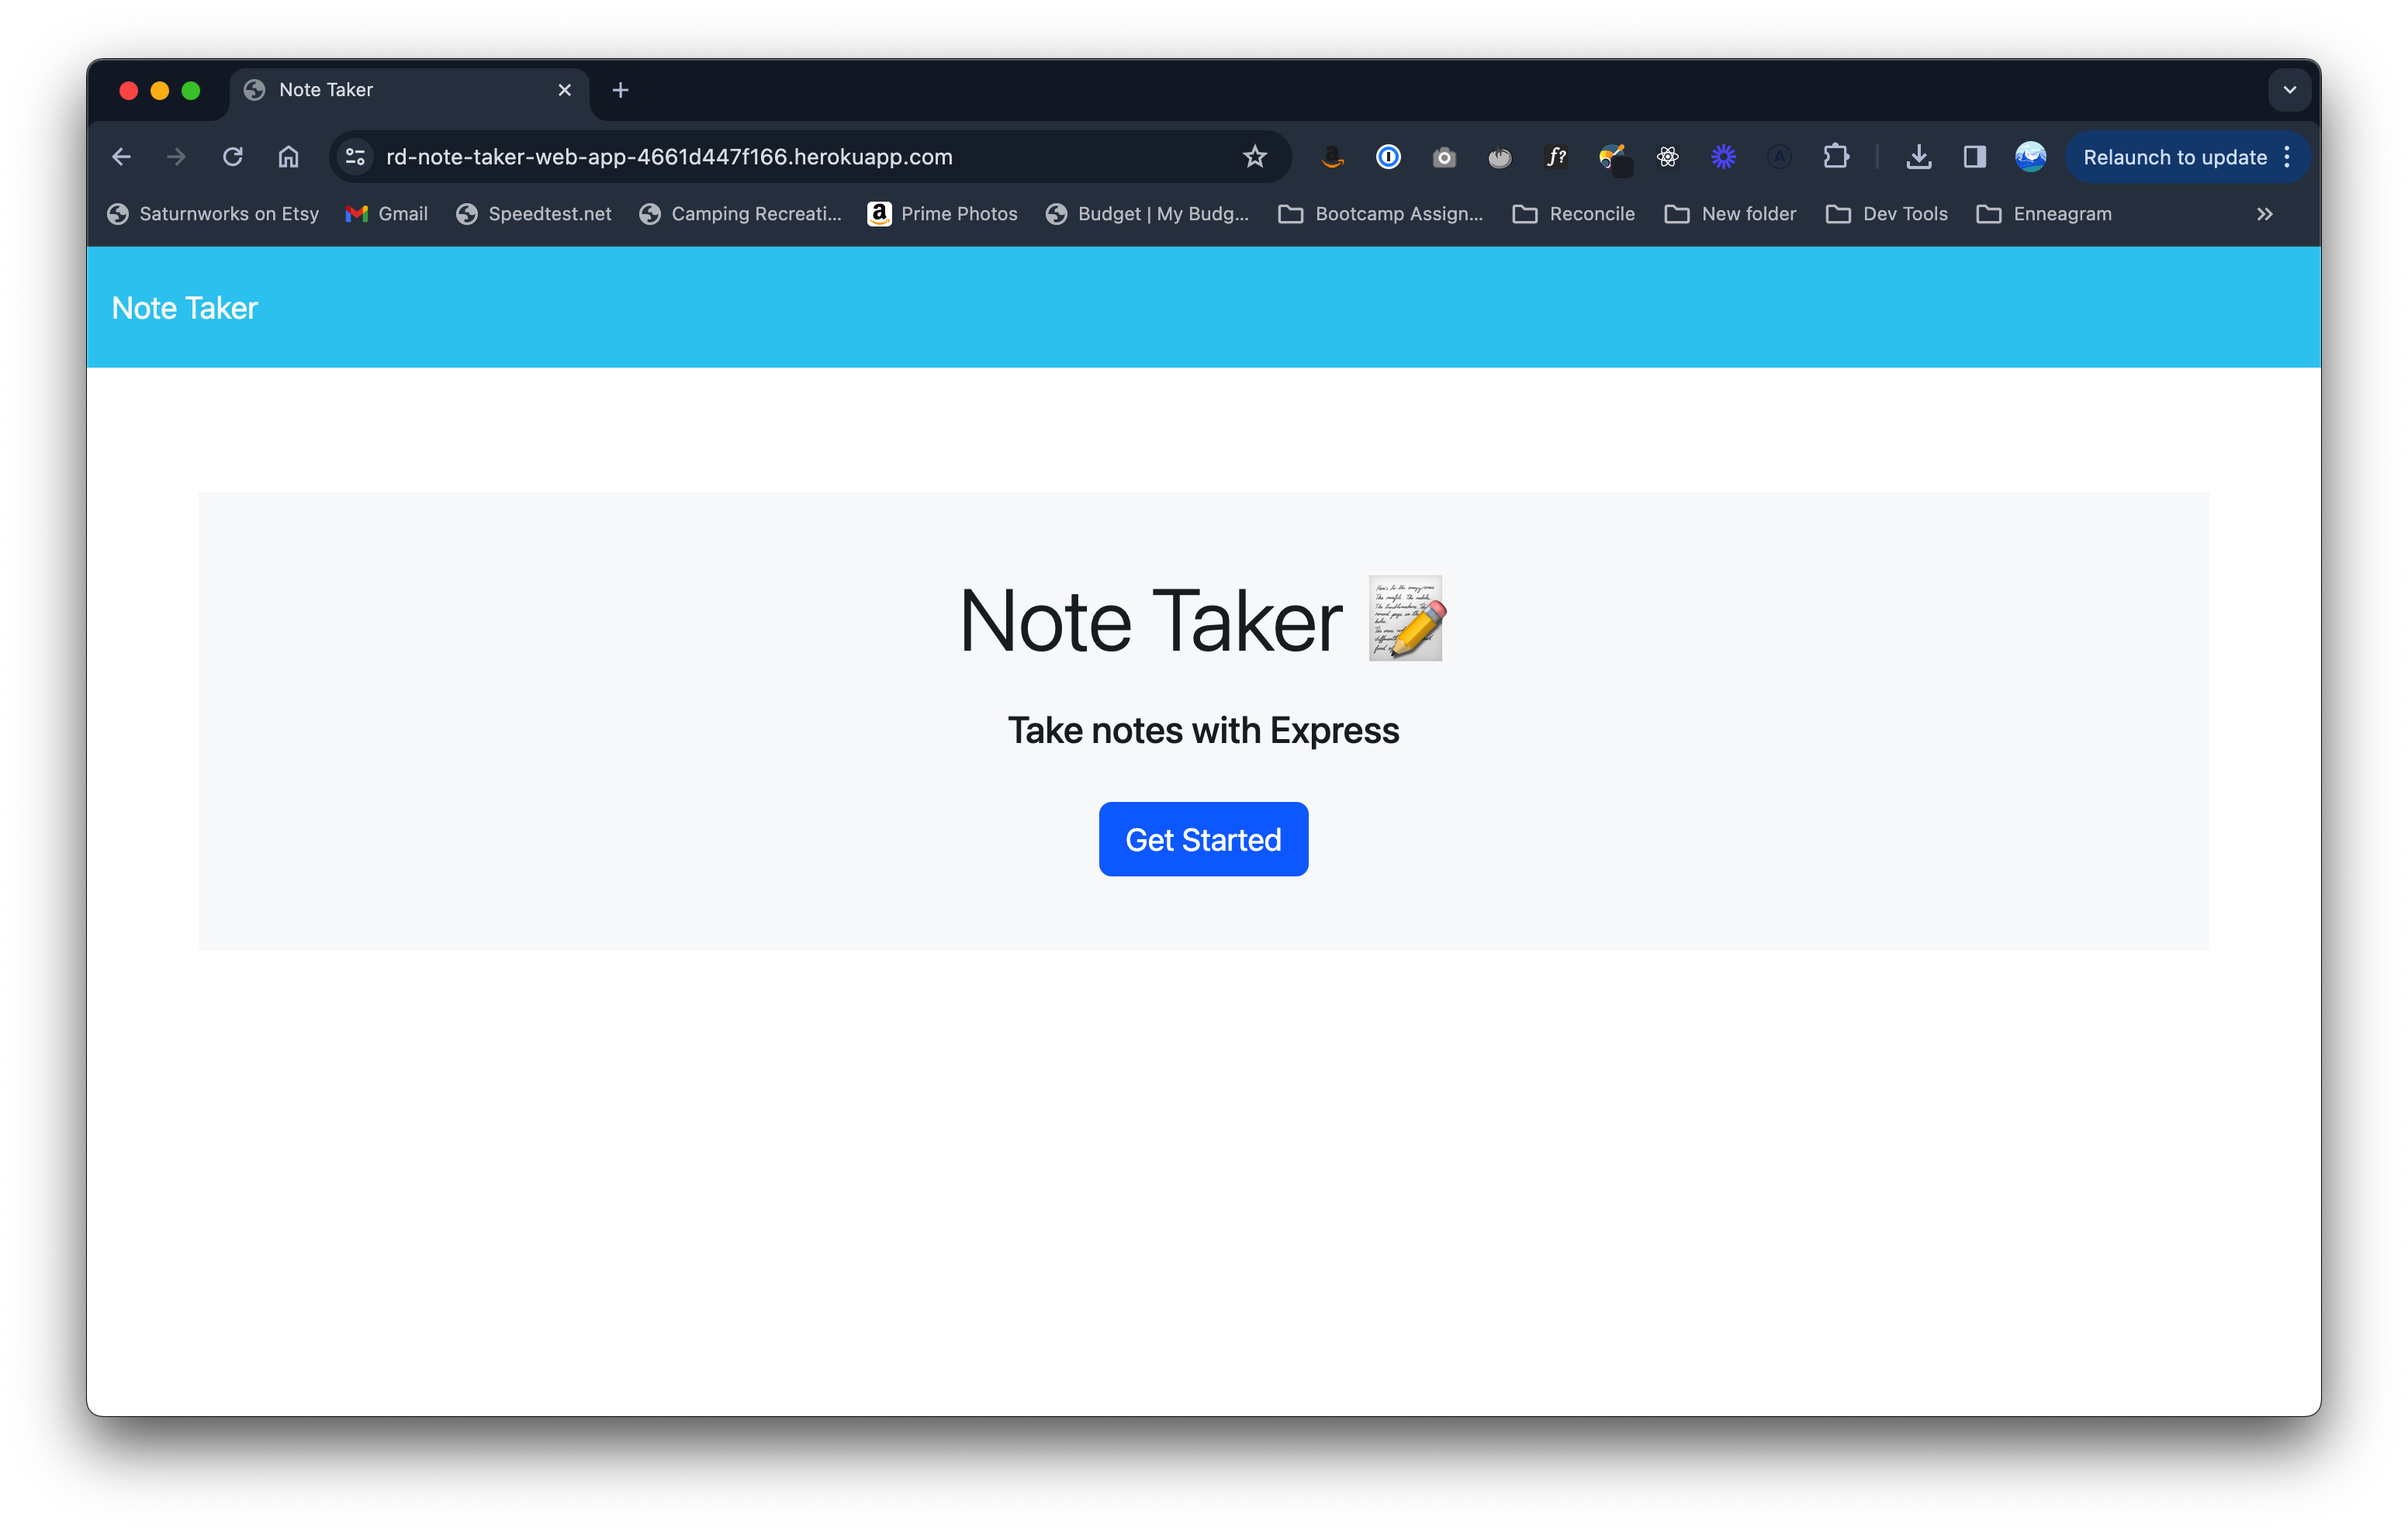 Note Taker
rd-note-taker-web-app-4661d447f166.herokuapp.com
Relaunch to update
Saturnworks on Etsy Gmail Speedtest.net Camping Recreati... Prime Photos Budget | My Budg... Bootcamp Assign... Reconcile New folder Dev Tools Enneagram
Note Taker
Note Taker
Take notes with Express
Get Started